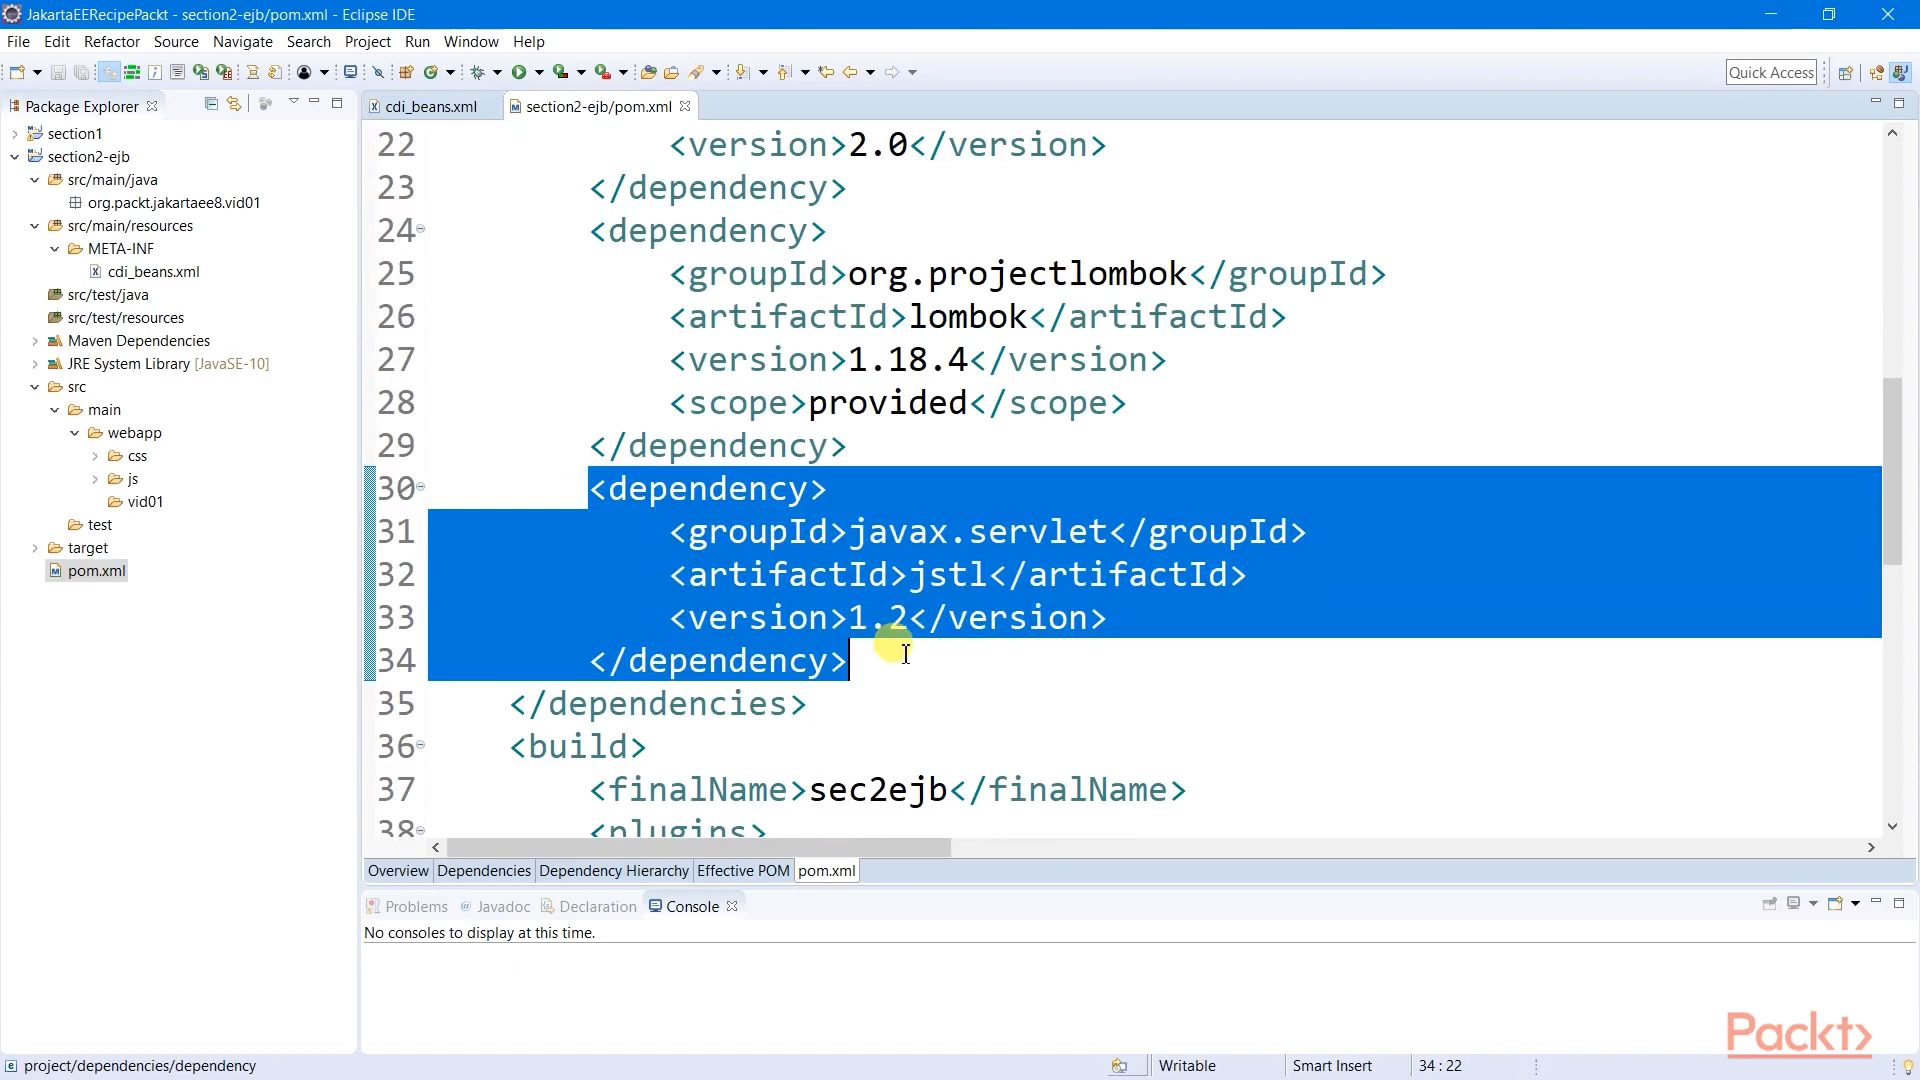 JakartaEERecipePackt - section2-ejb/pom.xml - Eclipse IDE
File Edit Refactor Source Navigate Search Project Run Window Help
Quick Access
Package Explorer
cdi_beans.xml
section2-ejb/pom.xml
section1
section2-ejb
src/main/java
org.packt.jakartaee8.vid01
src/main/resources
META-INF
cdi_beans.xml
src/test/java
src/test/resources
Maven Dependencies
JRE System Library [JavaSE-10]
src
main
webapp
css
js
vid01
test
target
pom.xml
22 <version>2.0</version>
23 </dependency>
24 <dependency>
25 <groupId>org.projectlombok</groupId>
26 <artifactId>lombok</artifactId>
27 <version>1.18.4</version>
28 <scope>provided</scope>
29 </dependency>
30 <dependency>
31 <groupId>javax.servlet</groupId>
32 <artifactId>jstl</artifactId>
33 <version>1.2</version>
34 </dependency>
35 </dependencies>
36 <build>
37 <finalName>sec2ejb</finalName>
38 <plugins>
Overview Dependencies Dependency Hierarchy Effective POM pom.xml
Problems @ Javadoc Declaration Console
No consoles to display at this time.
Packt>
project/dependencies/dependency Writable Smart Insert 34 : 22